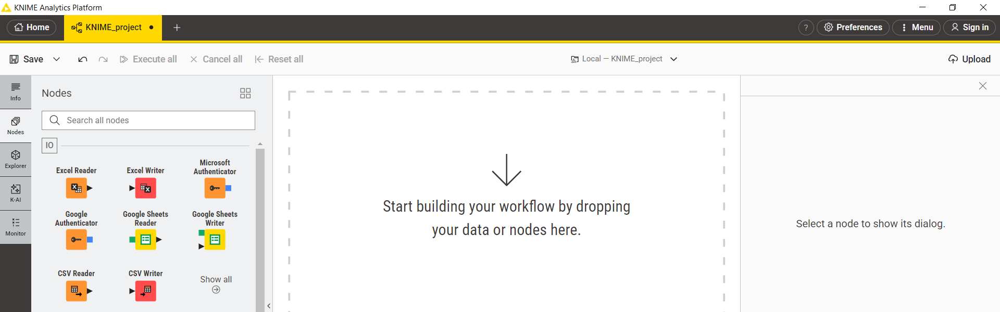 KNIME Analytics Platform
Home
KNIME_project
?
Preferences
Menu
Sign in
Save
Execute all
Cancel all
Reset all
Local — KNIME_project
Upload
Info
Nodes
Explorer
K-AI
Monitor
Nodes
Search all nodes
IO
Excel Reader
Excel Writer
Microsoft
Authenticator
Google
Authenticator
Google Sheets
Reader
Google Sheets
Writer
CSV Reader
CSV Writer
Show all
Start building your workflow by dropping
your data or nodes here.
Select a node to show its dialog.